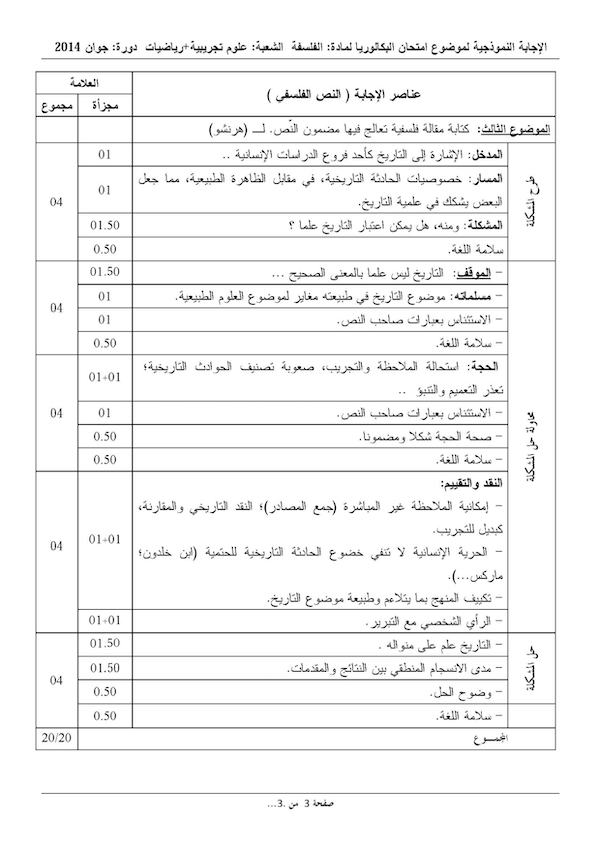 الإجابة النموذجية لموضوع امتحان البكالوريا لمادة: الفلسفة الشعبة: علوم تجريبية+رياضيات دورة: جوان 2014
عناصر الإجابة ( النص الفلسفي )
العلامة
مجزأة
مجموع
الموضوع الثالث: كتابة مقالة فلسفية تعالج فيها مضمون النّص. لـــ (هرنشو)
طرح المشكلة
المدخل: الإشارة إلى التاريخ كأحد فروع الدراسات الإنسانية ..
01
04
المسار: خصوصيات الحادثة التاريخية، في مقابل الظاهرة الطبيعية، مما جعل
البعض يشكك في علمية التاريخ.
01
المشكلة: ومنه، هل يمكن اعتبار التاريخ علما ؟
01.50
سلامة اللغة.
0.50
محاولة حل المشكلة
– الموقف: التاريخ ليس علما بالمعنى الصحيح ...
01.50
04
– مسلماته: موضوع التاريخ في طبيعته مغاير لموضوع العلوم الطبيعية.
01
– الاستئناس بعبارات صاحب النص.
01
– سلامة اللغة.
0.50
الحجة: استحالة الملاحظة والتجريب، صعوبة تصنيف الحوادث التاريخية؛
تعذر التعميم والتنبؤ ..
01+01
04
– الاستئناس بعبارات صاحب النص.
01
– صحة الحجة شكلا ومضمونا.
0.50
– سلامة اللغة.
0.50
النقد والتقييم:
– إمكانية الملاحظة غير المباشرة (جمع المصادر)؛ النقد التاريخي والمقارنة،
كبديل للتجريب.
– الحرية الإنسانية لا تنفي خضوع الحادثة التاريخية للحتمية (ابن خلدون؛
ماركس...).
– تكييف المنهج بما يتلاءم وطبيعة موضوع التاريخ.
01+01
04
– الرأي الشخصي مع التبرير.
01+01
حل المشكلة
– التاريخ علم على منواله .
01.50
04
– مدى الانسجام المنطقي بين النتائج والمقدمات.
01.50
– وضوح الحل.
0.50
– سلامة اللغة.
0.50
المجمـــوع
20/20
صفحة 3 من .3...